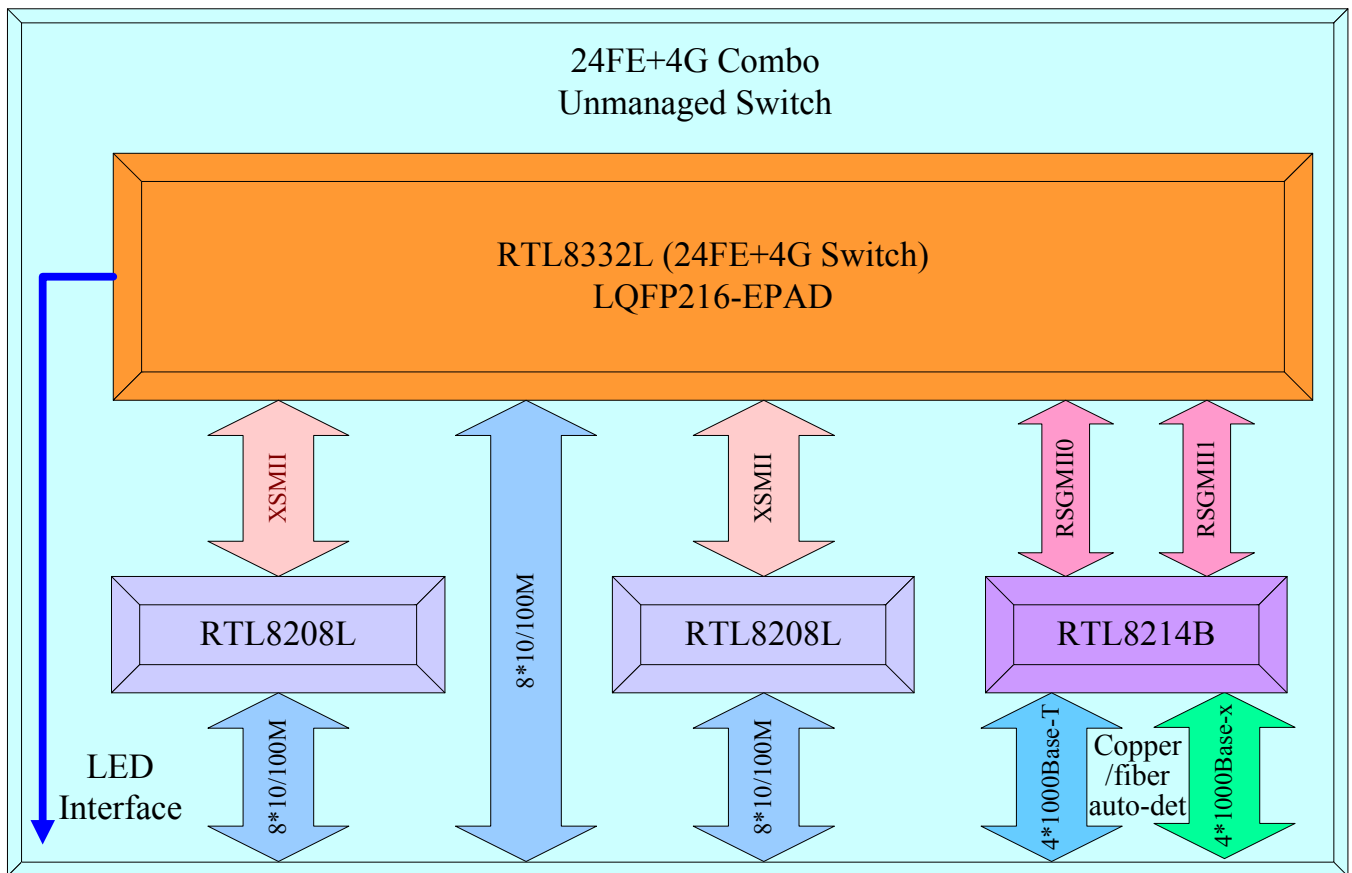 24FE+4G Combo
Unmanaged Switch
RTL8332L (24FE+4G Switch)
LQFP216-EPAD
XSMII
8*10/100M
XSMII
RSGMII0
RSGMII1
RTL8208L
RTL8208L
RTL8214B
LED
Interface
8*10/100M
8*10/100M
4*1000Base-T
Copper
/fiber
auto-det
4*1000Base-x